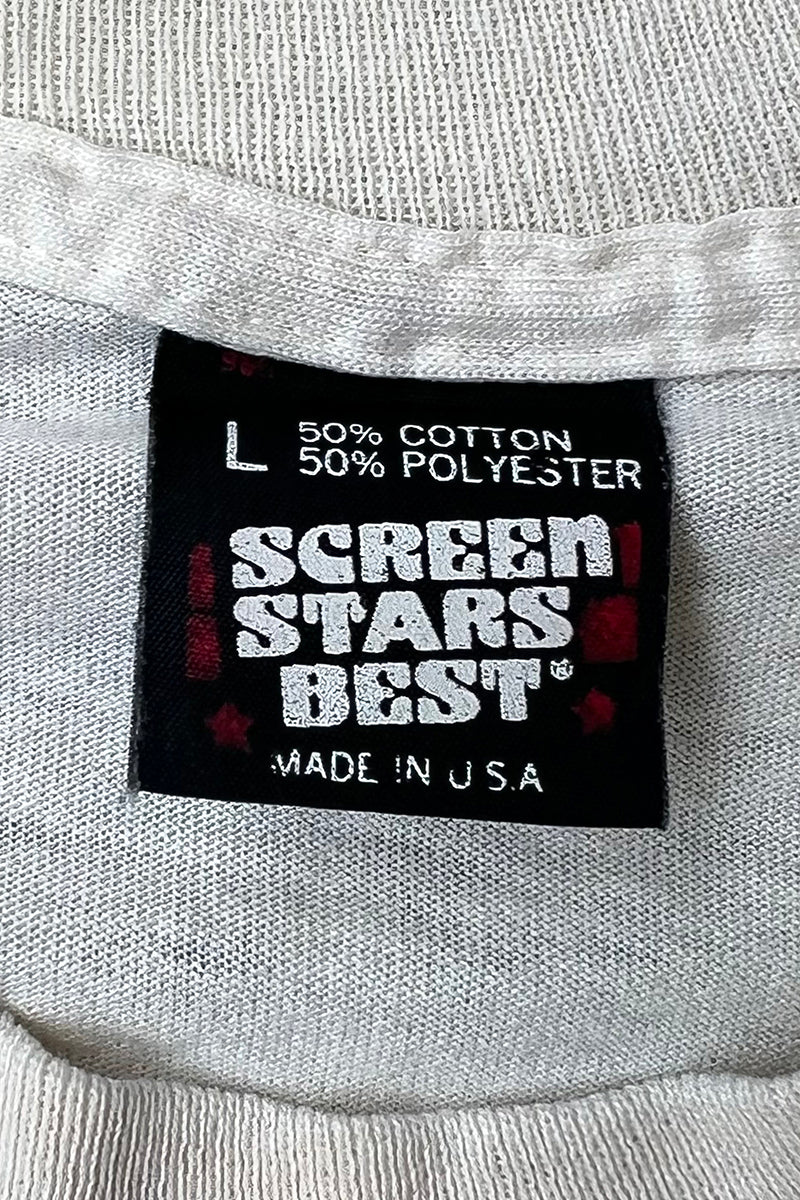 L 50% COTTON
50% POLYESTER
SCREEN
STARS
BEST®
MADE IN U.S.A